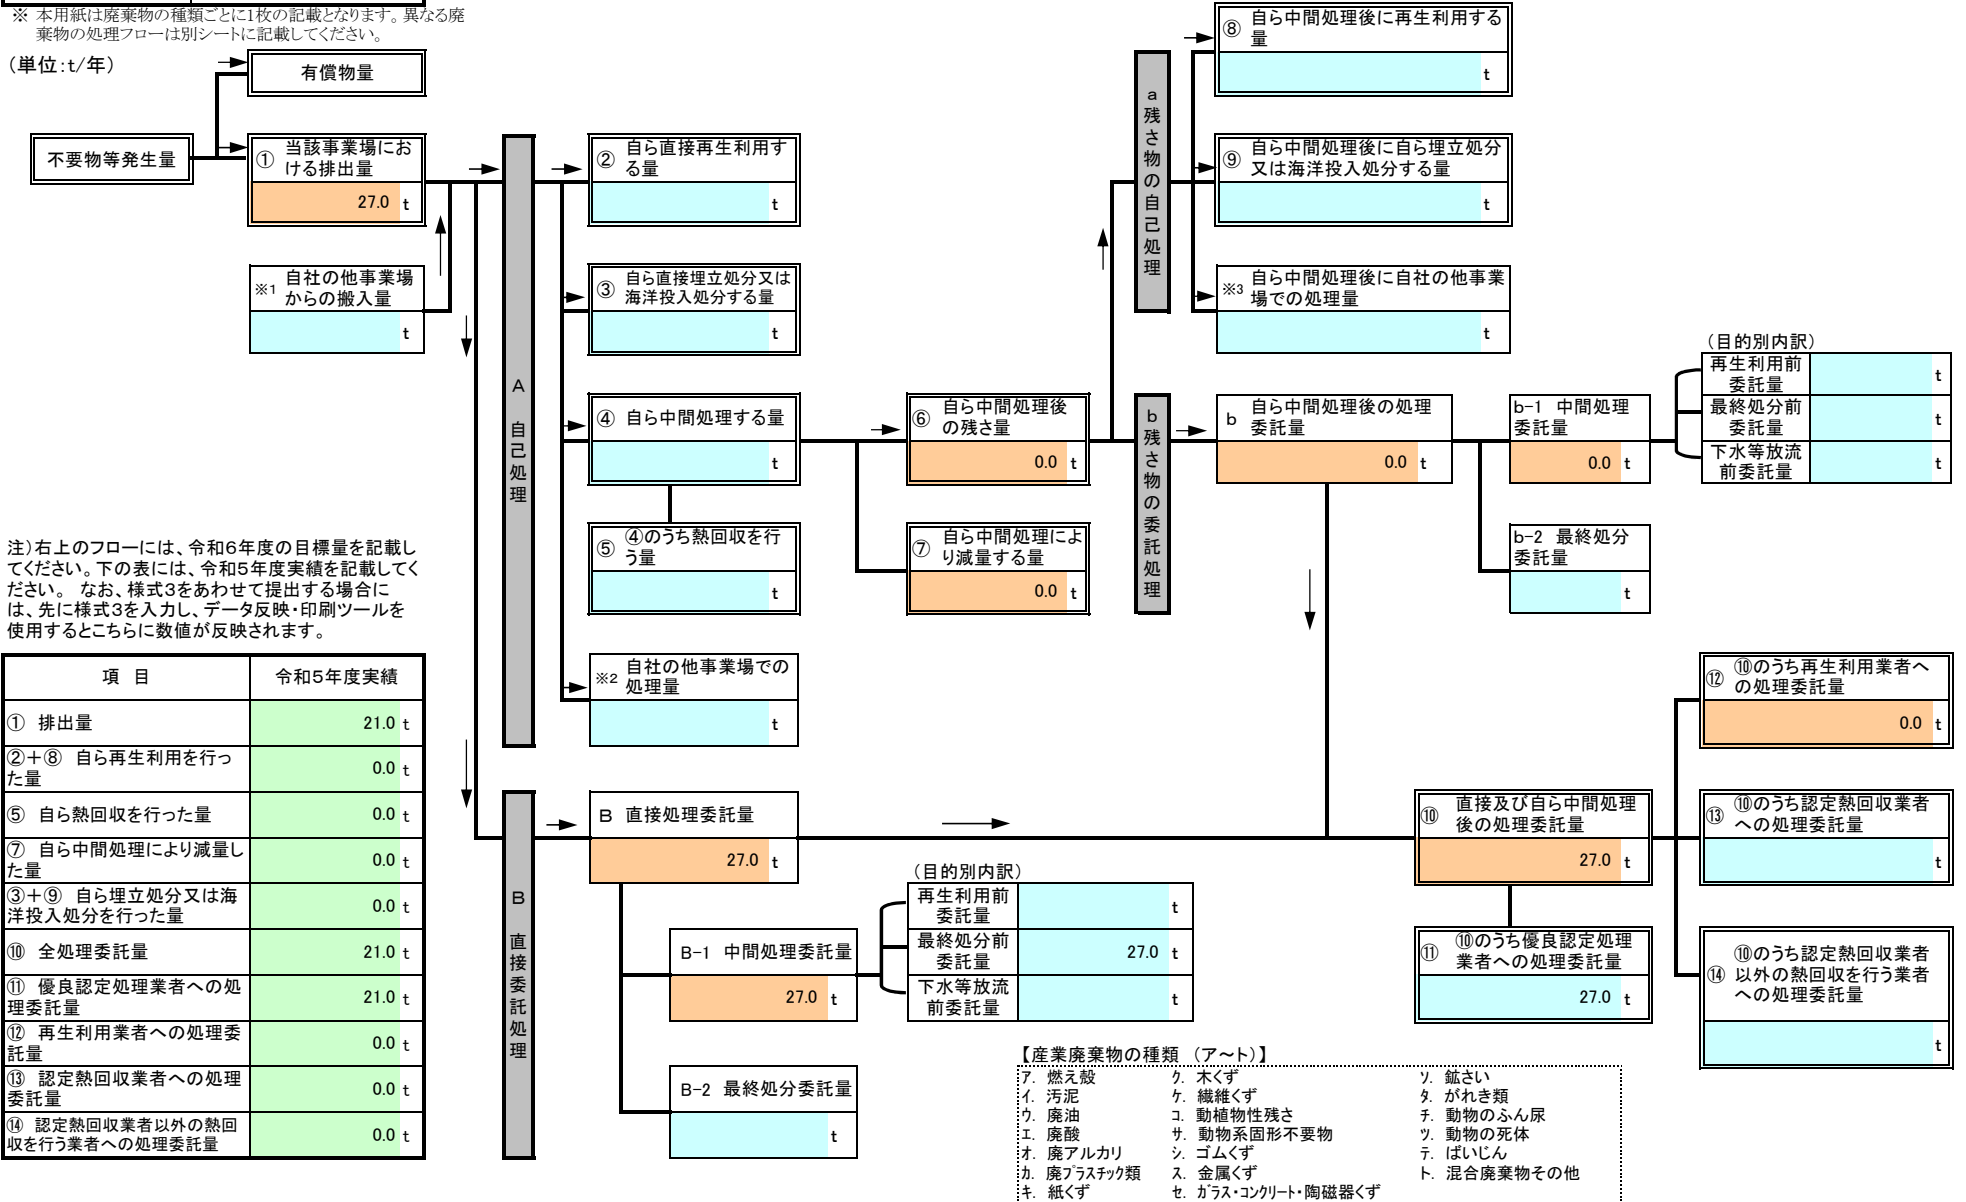 ※ 本用紙は廃棄物の種類ごとに1枚の記載となります。異なる廃
棄物の処理フローは別シートに記載してください。
（単位：t/年）
有償物量
不要物等発生量
① 当該事業場にお
ける排出量
27.0 t
※1 自社の他事業場
からの搬入量
t
A 自己処理
② 自ら直接再生利用す
る量
t
③ 自ら直接埋立処分又は
海洋投入処分する量
t
④ 自ら中間処理する量
t
⑤ ④のうち熱回収を行
う量
t
※2 自社の他事業場での
処理量
t
⑥ 自ら中間処理後
の残さ量
0.0 t
⑦ 自ら中間処理によ
り減量する量
0.0 t
a 残さ物の自己処理
⑧ 自ら中間処理後に再生利用する
量
t
⑨ 自ら中間処理後に自ら埋立処分
又は海洋投入処分する量
t
※3 自ら中間処理後に自社の他事業
場での処理量
t
b 残さ物の委託処理
b 自ら中間処理後の処理
委託量
0.0 t
b-1 中間処理
委託量
0.0 t
b-2 最終処分
委託量
t
（目的別内訳）
再生利用前
委託量
t
最終処分前
委託量
t
下水等放流
前委託量
t
注）右上のフローには、令和6年度の目標量を記載し
てください。下の表には、令和5年度実績を記載してく
ださい。 なお、様式3をあわせて提出する場合に
は、先に様式3を入力し、データ反映・印刷ツールを
使用するとこちらに数値が反映されます。
項 目 令和5年度実績
① 排出量 21.0 t
②＋⑧ 自ら再生利用を行っ
た量 0.0 t
⑤ 自ら熱回収を行った量 0.0 t
⑦ 自ら中間処理により減量し
た量 0.0 t
③＋⑨ 自ら埋立処分又は海
洋投入処分を行った量 0.0 t
⑩ 全処理委託量 21.0 t
⑪ 優良認定処理業者への処
理委託量 21.0 t
⑫ 再生利用業者への処理委
託量 0.0 t
⑬ 認定熱回収業者への処理
委託量 0.0 t
⑭ 認定熱回収業者以外の熱回
収を行う業者への処理委託量 0.0 t
B 直接委託処理
B 直接処理委託量
27.0 t
B-1 中間処理委託量
27.0 t
B-2 最終処分委託量
t
（目的別内訳）
再生利用前
委託量
t
最終処分前
委託量
27.0 t
下水等放流
前委託量
t
⑩ 直接及び自ら中間処理
後の処理委託量
27.0 t
⑪ ⑩のうち優良認定処理
業者への処理委託量
27.0 t
⑫ ⑩のうち再生利用業者へ
の処理委託量
0.0 t
⑬ ⑩のうち認定熱回収業者
への処理委託量
t
⑭ ⑩のうち認定熱回収業者
以外の熱回収を行う業者
への処理委託量
t
【産業廃棄物の種類 （ア～ト）】
ア. 燃え殻 ク. 木くず ソ. 鉱さい
イ. 汚泥 ケ. 繊維くず タ. がれき類
ウ. 廃油 コ. 動植物性残さ チ. 動物のふん尿
エ. 廃酸 サ. 動物系固形不要物 ツ. 動物の死体
オ. 廃アルカリ シ. ゴムくず テ. ばいじん
カ. 廃プラスチック類 ス. 金属くず ト. 混合廃棄物その他
キ. 紙くず セ. ガラス・コンクリート・陶磁器くず